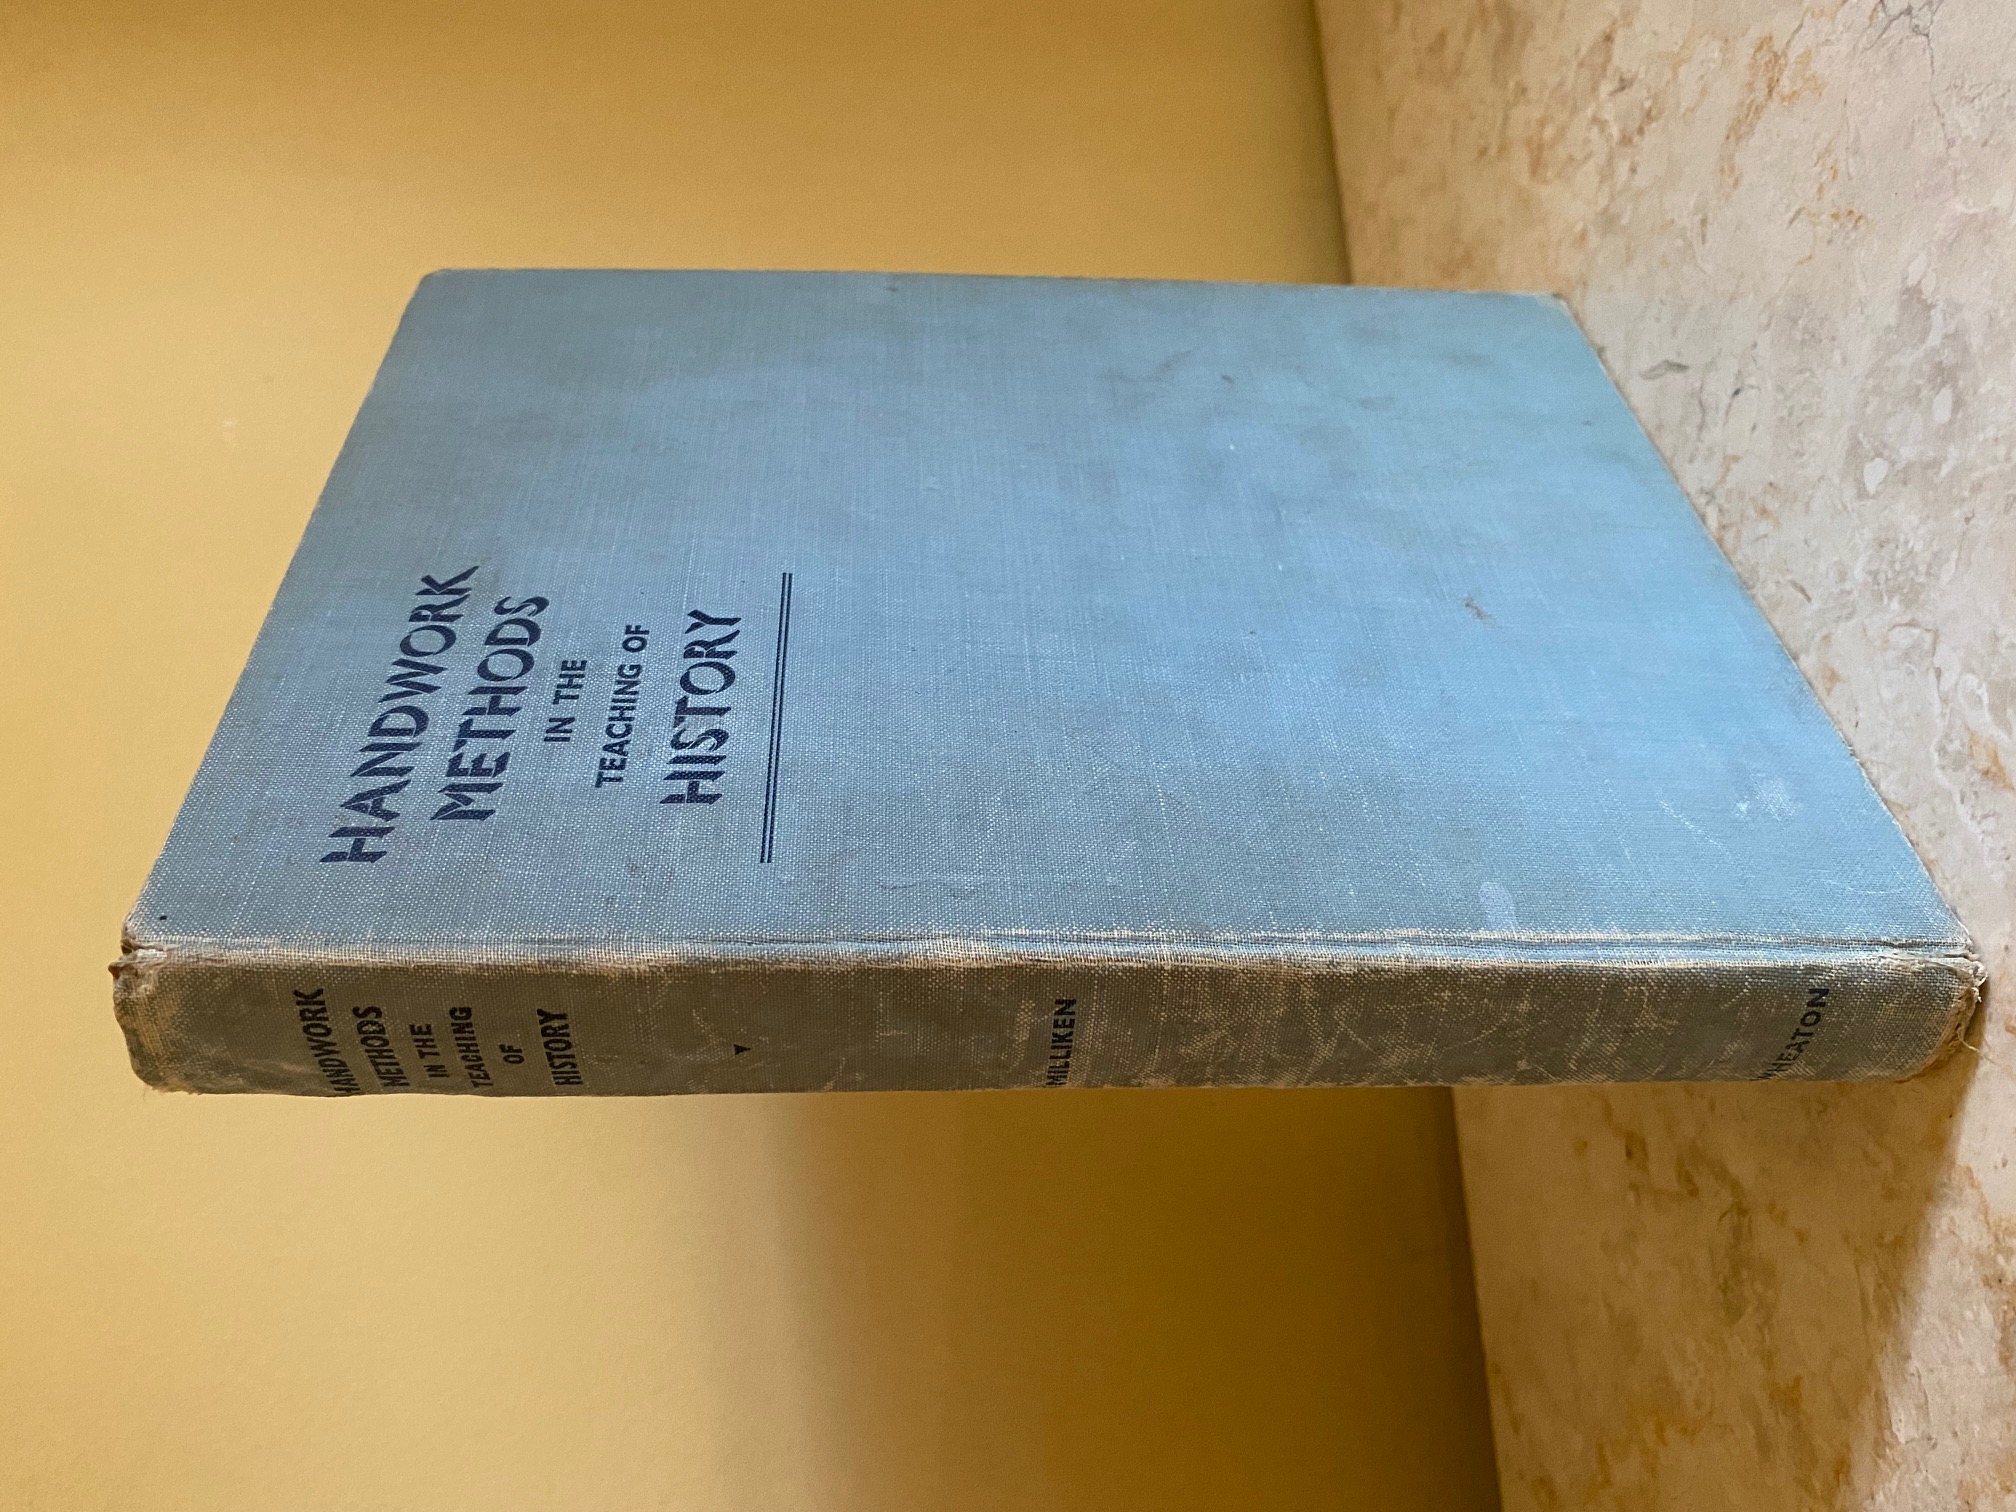 HANDWORK
METHODS
IN THE
TEACHING OF
HISTORY
HANDWORK
METHODS
IN THE
TEACHING
OF
HISTORY
MILLIKEN
WHEATON